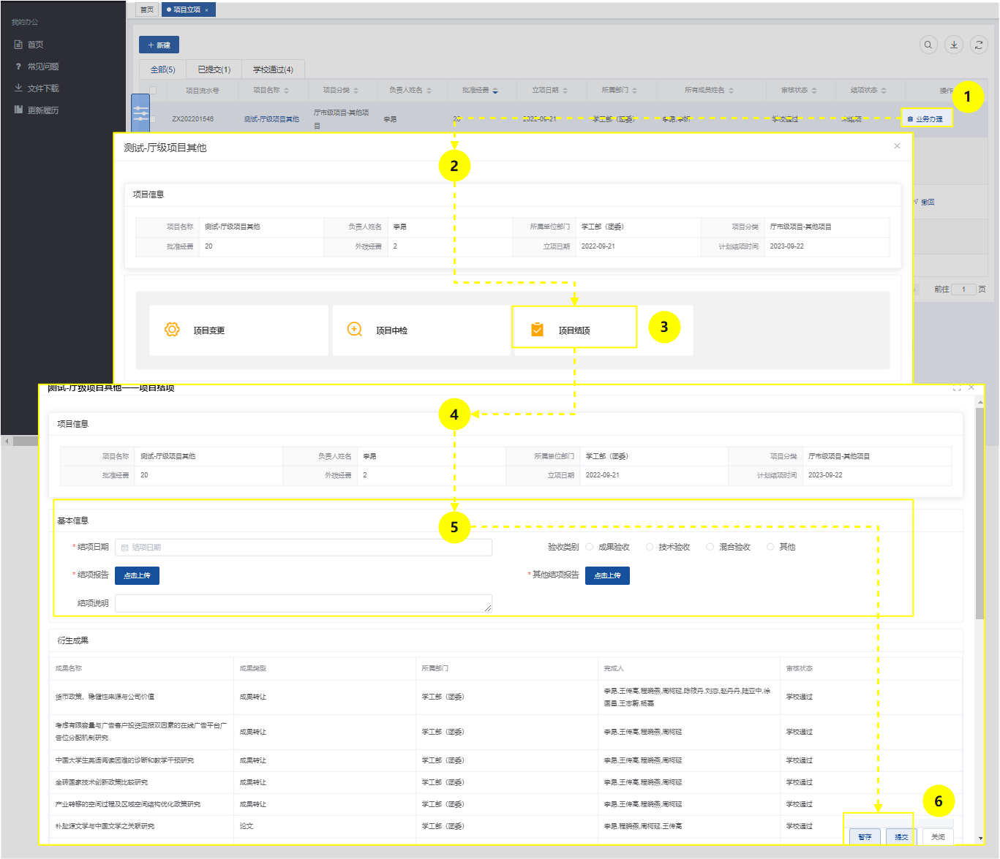 我的办公
首页
常见问题
文件下载
更新履历
首页
项目立项 ×
+ 新建
全部(5)
已提交(1)
学校通过(4)
项目流水号 项目名称 项目分类 负责人姓名 批准经费 立项日期 所属部门 所有成员姓名 审核状态 结项状态 操作
1
ZX202201546 测试-厅级项目其他 厅市级项目-其他项目 李昂 20 2022-09-21 学工部（团委） 李昂,李昕 学校通过 未结项 业务办理
撤回
前往 1 页
测试-厅级项目其他
2
项目信息
项目名称 测试-厅级项目其他 负责人姓名 李昂 所属单位部门 学工部（团委） 项目分类 厅市级项目-其他项目
批准经费 20 外拨经费 2 立项日期 2022-09-21 计划结项时间 2023-09-22
项目变更
项目中检
项目结项
3
测试-厅级项目其他——项目结项
4
项目信息
项目名称 测试-厅级项目其他 负责人姓名 李昂 所属单位部门 学工部（团委） 项目分类 厅市级项目-其他项目
批准经费 20 外拨经费 2 立项日期 2022-09-21 计划结项时间 2023-09-22
基本信息
5
* 结项日期 结项日期 验收类别 成果验收 技术验收 混合验收 其他
* 结项报告 点击上传 * 其他结项报告 点击上传
结项说明
衍生成果
成果名称 成果类型 所属部门 完成人 审核状态
货币政策、稳健性来源与公司价值 成果转让 学工部（团委） 李昂,王传高,程晓燕,周柯延,陈筱丹,刘恋,赵丹丹,陆亚中,徐国昌,王志蔚,杨磊 学校通过
考虑有限容量与广告客户投资回报双因素的在线广告平台广告位分配机制研究 成果转让 学工部（团委） 李昂,王传高,程晓燕,周柯延 学校通过
中国大学生英语阅读困难的诊断和教学干预研究 成果转让 学工部（团委） 李昂,王传高,程晓燕,周柯延 学校通过
金砖国家技术创新政策比较研究 成果转让 学工部（团委） 李昂,王传高,程晓燕,周柯延 学校通过
产业转移的空间过程及区域空间结构优化政策研究 成果转让 学工部（团委） 李昂,王传高,程晓燕,周柯延 学校通过
朴趾源文学与中国文学之关联研究 论文 学工部（团委） 李昂,程晓燕,周柯延,王传高 学校通过
6
暂存 提交 关闭